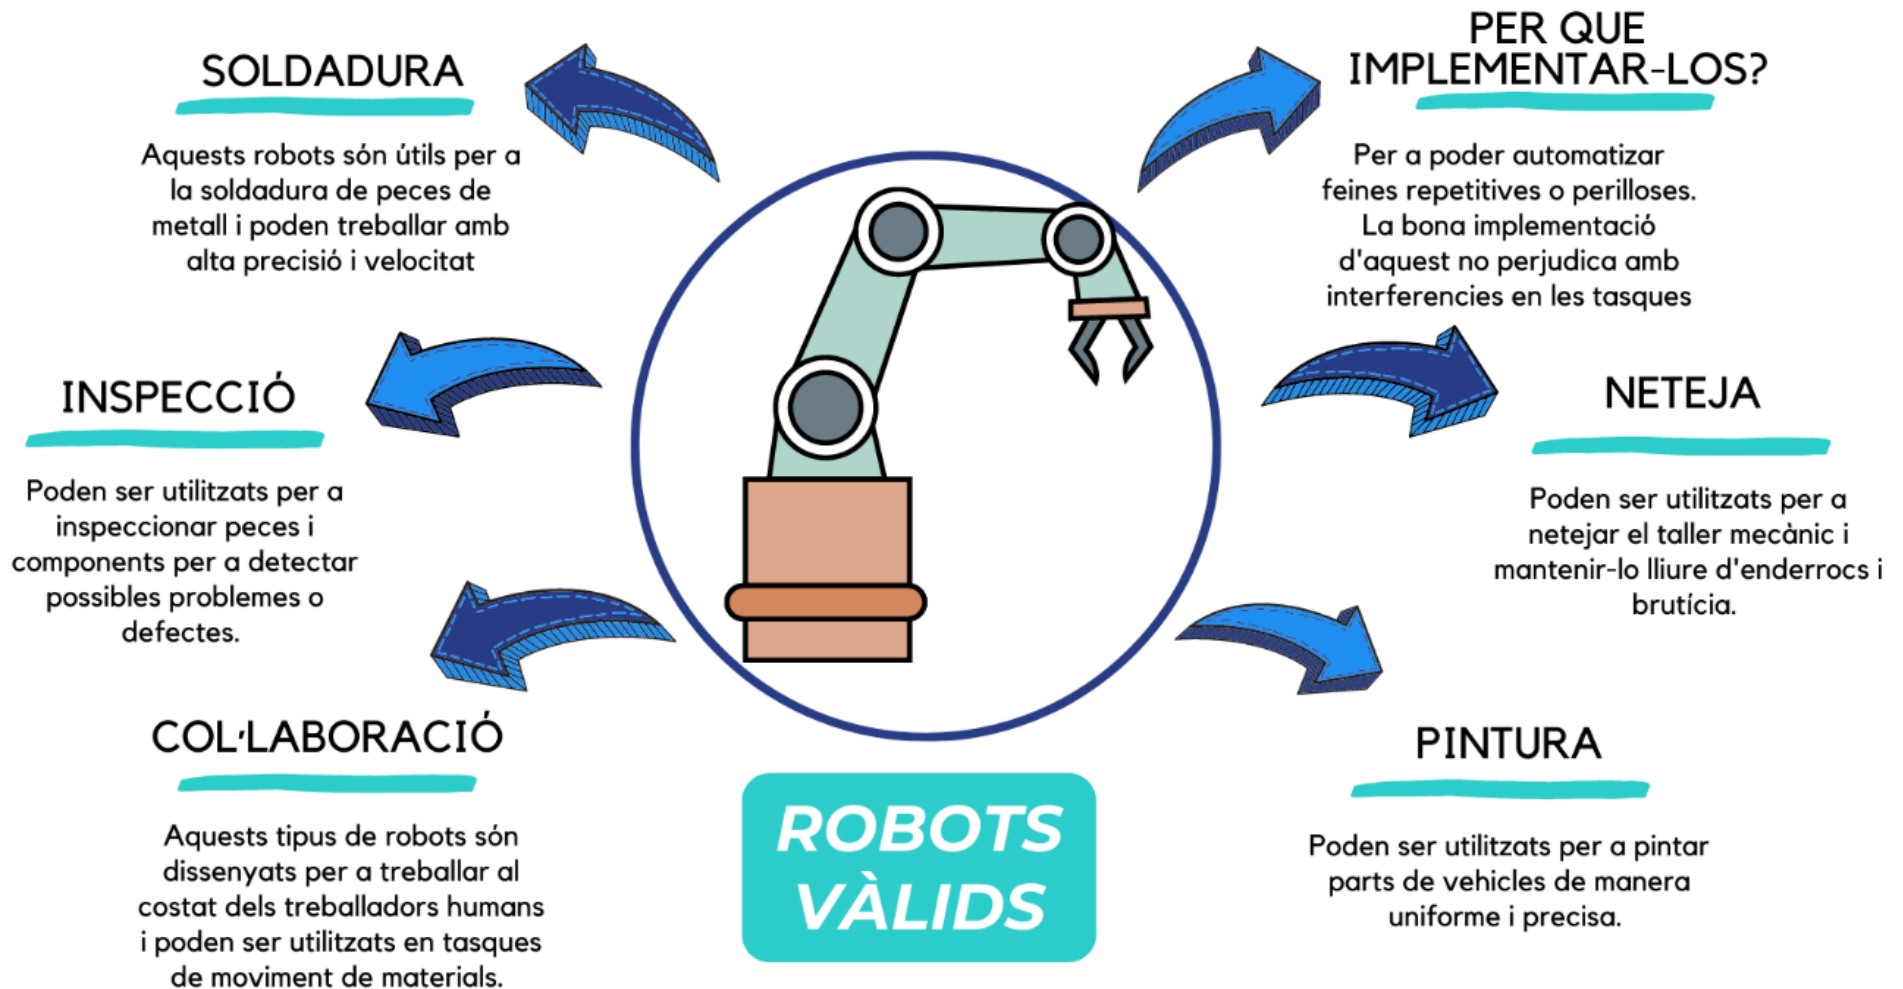 SOLDADURA
Aquests robots són útils per a
la soldadura de peces de
metall i poden treballar amb
alta precisió i velocitat
INSPECCIÓ
Poden ser utilitzats per a
inspeccionar peces i
components per a detectar
possibles problemes o
defectes.
COL·LABORACIÓ
Aquests tipus de robots són
dissenyats per a treballar al
costat dels treballadors humans
i poden ser utilitzats en tasques
de moviment de materials.
ROBOTS
VÀLIDS
PER QUE
IMPLEMENTAR-LOS?
Per a poder automatizar
feines repetitives o perilloses.
La bona implementació
d'aquest no perjudica amb
interferencies en les tasques
NETEJA
Poden ser utilitzats per a
netejar el taller mecànic i
mantenir-lo lliure d'enderrocs i
brutícia.
PINTURA
Poden ser utilitzats per a pintar
parts de vehicles de manera
uniforme i precisa.